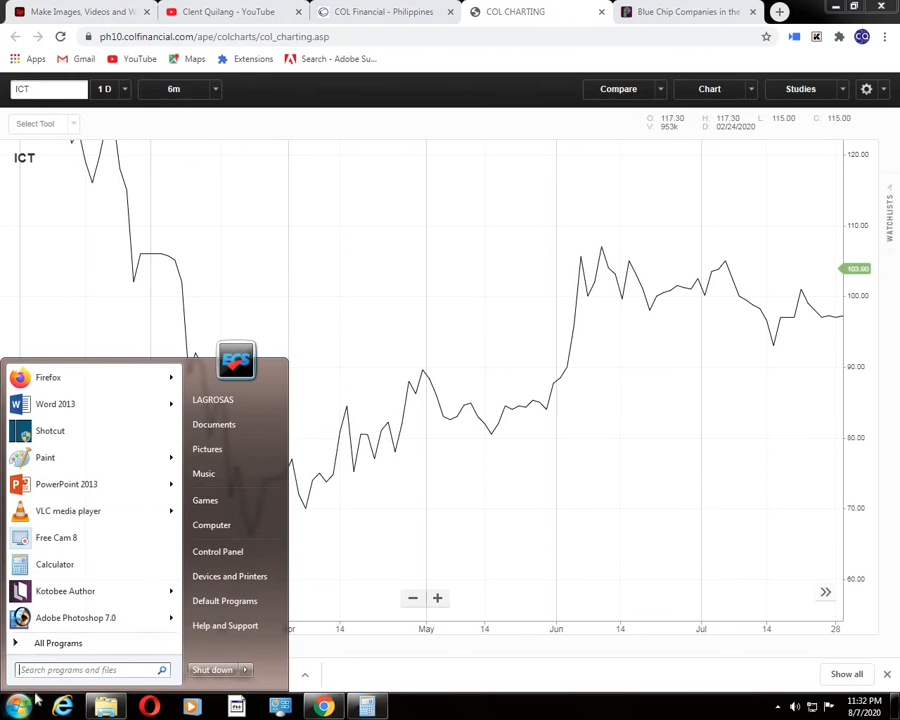 Make Images, Videos and W
Clent Quilang - YouTube
COL Financial - Philippines
COL CHARTING
Blue Chip Companies in the
ph10.colfinancial.com/ape/colcharts/col_charting.asp
CQ
Apps
Gmail
YouTube
Maps
Extensions
Search - Adobe Su...
ICT
1 D
6m
Compare
Chart
Studies
Select Tool
O: 117.30 H: 117.30 L: 115.00 C: 115.00
V: 953k D: 02/24/2020
ICT
120.00
110.00
103.90
100.00
90.00
80.00
70.00
60.00
WATCHLISTS
ECS
Firefox
Word 2013
Shotcut
Paint
PowerPoint 2013
VLC media player
Free Cam 8
Calculator
Kotobee Author
Adobe Photoshop 7.0
All Programs
Search programs and files
LAGROSAS
Documents
Pictures
Music
Games
Computer
Control Panel
Devices and Printers
Default Programs
Help and Support
Shut down
14
May
14
Jun
14
Jul
14
28
Show all
11:32 PM
8/7/2020